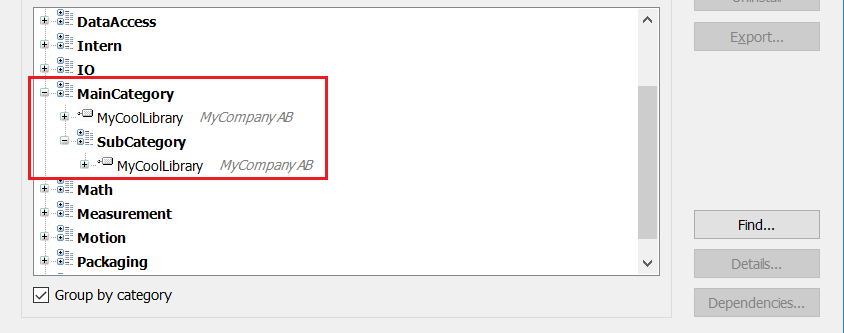 Uninstall
DataAccess
Intern
Export...
IO
MainCategory
MyCoolLibrary MyCompany AB
SubCategory
MyCoolLibrary MyCompany AB
Math
Measurement
Find...
Motion
Packaging
Details...
Group by category
Dependencies...